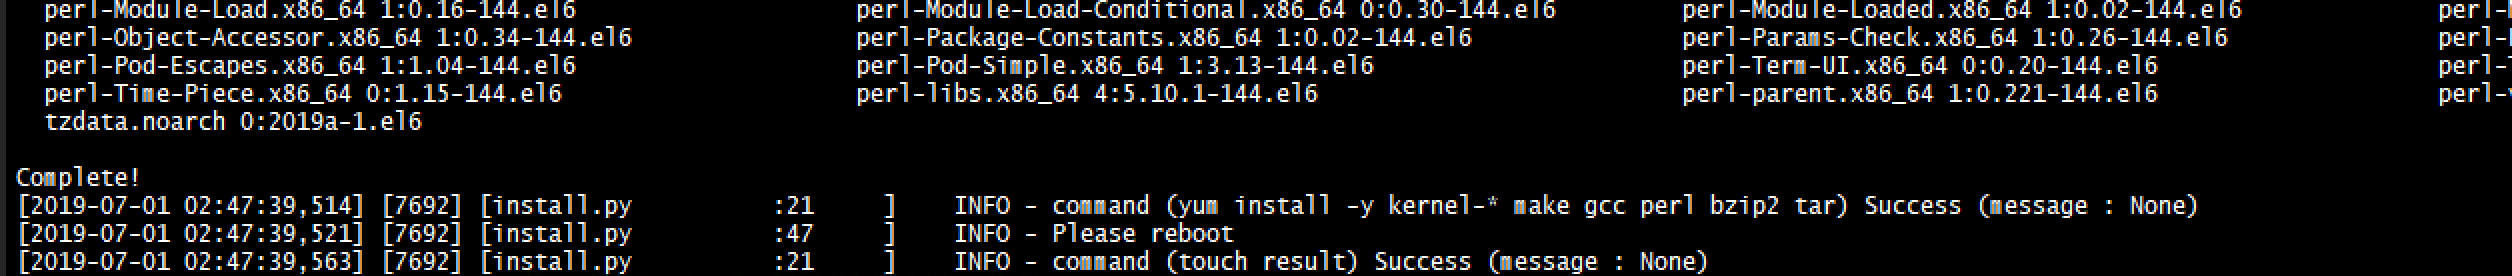 perl-Module-Load.x86_64 1:0.16-144.el6 perl-Module-Load-Conditional.x86_64 0:0.30-144.el6 perl-Module-Loaded.x86_64 1:0.02-144.el6 perl-
perl-Object-Accessor.x86_64 1:0.34-144.el6 perl-Package-Constants.x86_64 1:0.02-144.el6 perl-Params-Check.x86_64 1:0.26-144.el6 perl-
perl-Pod-Escapes.x86_64 1:1.04-144.el6 perl-Pod-Simple.x86_64 1:3.13-144.el6 perl-Term-UI.x86_64 0:0.20-144.el6 perl-
perl-Time-Piece.x86_64 0:1.15-144.el6 perl-libs.x86_64 4:5.10.1-144.el6 perl-parent.x86_64 1:0.221-144.el6 perl-
tzdata.noarch 0:2019a-1.el6
Complete!
[2019-07-01 02:47:39,514] [7692] [install.py :21 ] INFO - command (yum install -y kernel-* make gcc perl bzip2 tar) Success (message : None)
[2019-07-01 02:47:39,521] [7692] [install.py :47 ] INFO - Please reboot
[2019-07-01 02:47:39,563] [7692] [install.py :21 ] INFO - command (touch result) Success (message : None)